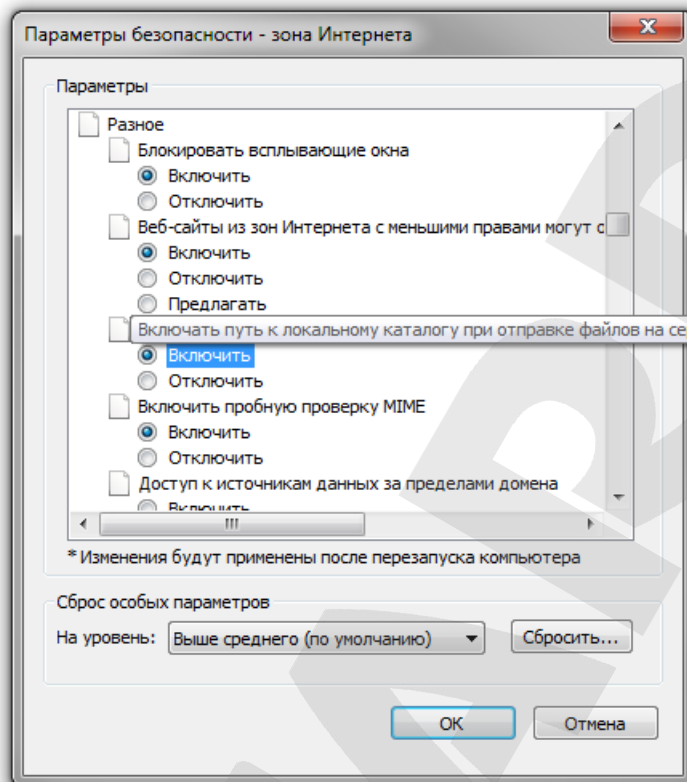 Параметры безопасности - зона Интернета
Параметры
Разное
Блокировать всплывающие окна
Включить
Отключить
Веб-сайты из зон Интернета с меньшими правами могут о
Включить
Отключить
Предлагать
Включать путь к локальному каталогу при отправке файлов на се
Включить
Отключить
Включить пробную проверку MIME
Включить
Отключить
Доступ к источникам данных за пределами домена
Включить
* Изменения будут применены после перезапуска компьютера
Сброс особых параметров
На уровень: Выше среднего (по умолчанию) Сбросить...
ОК Отмена